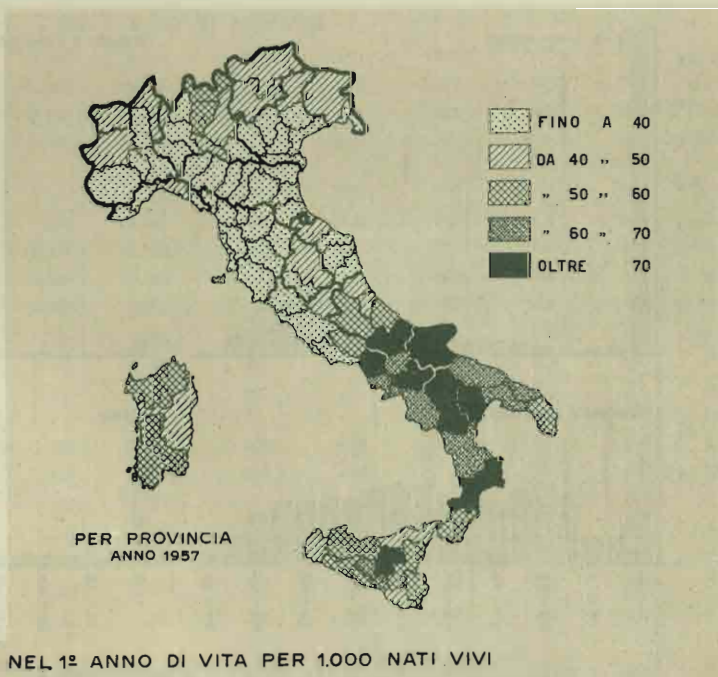 FINO A 40
DA 40 „ 50
„ 50 „ 60
„ 60 „ 70
OLTRE 70
PER PROVINCIA
ANNO 1957
NEL 1º ANNO DI VITA PER 1.000 NATI VIVI